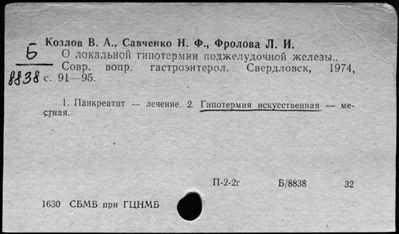 Козлов В. А., Савченко Н. Ф., Фролова Л. И.
Б
О локальной гипотермии поджелудочной железы..
Совр. вопр. гастроэнтерол. Свердловск, 1974,
8838
с. 91—95.
1. Панкреатит — лечение. 2. Гипотермия искусственная — ме-
стная.
П-2-2г Б/8838 32
1630 СБМБ при ГЦНМБ